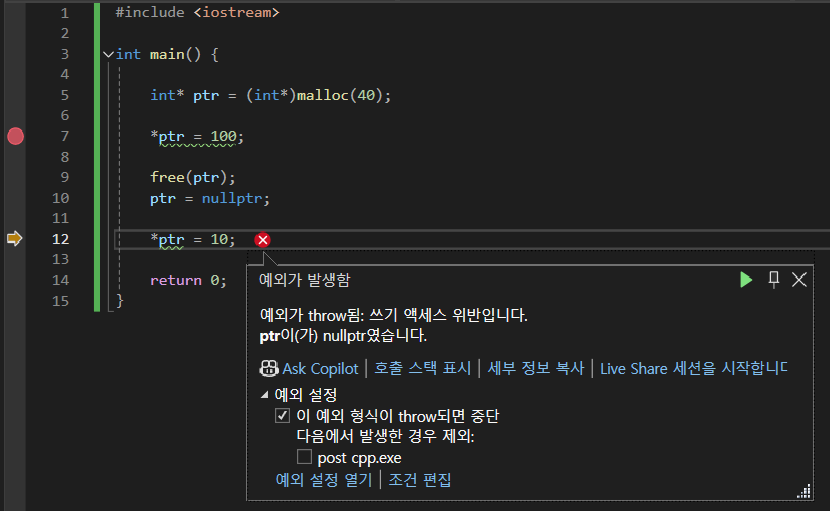 1 #include <iostream>
2
3 int main() {
4
5 int* ptr = (int*)malloc(40);
6
7 *ptr = 100;
8
9 free(ptr);
10 ptr = nullptr;
11
12 *ptr = 10;
13
14 return 0;
15 }
예외가 발생함
예외가 throw됨: 쓰기 액세스 위반입니다.
ptr이(가) nullptr였습니다.
Ask Copilot | 호출 스택 표시 | 세부 정보 복사 | Live Share 세션을 시작합니다
예외 설정
이 예외 형식이 throw되면 중단
다음에서 발생한 경우 제외:
post cpp.exe
예외 설정 열기 | 조건 편집